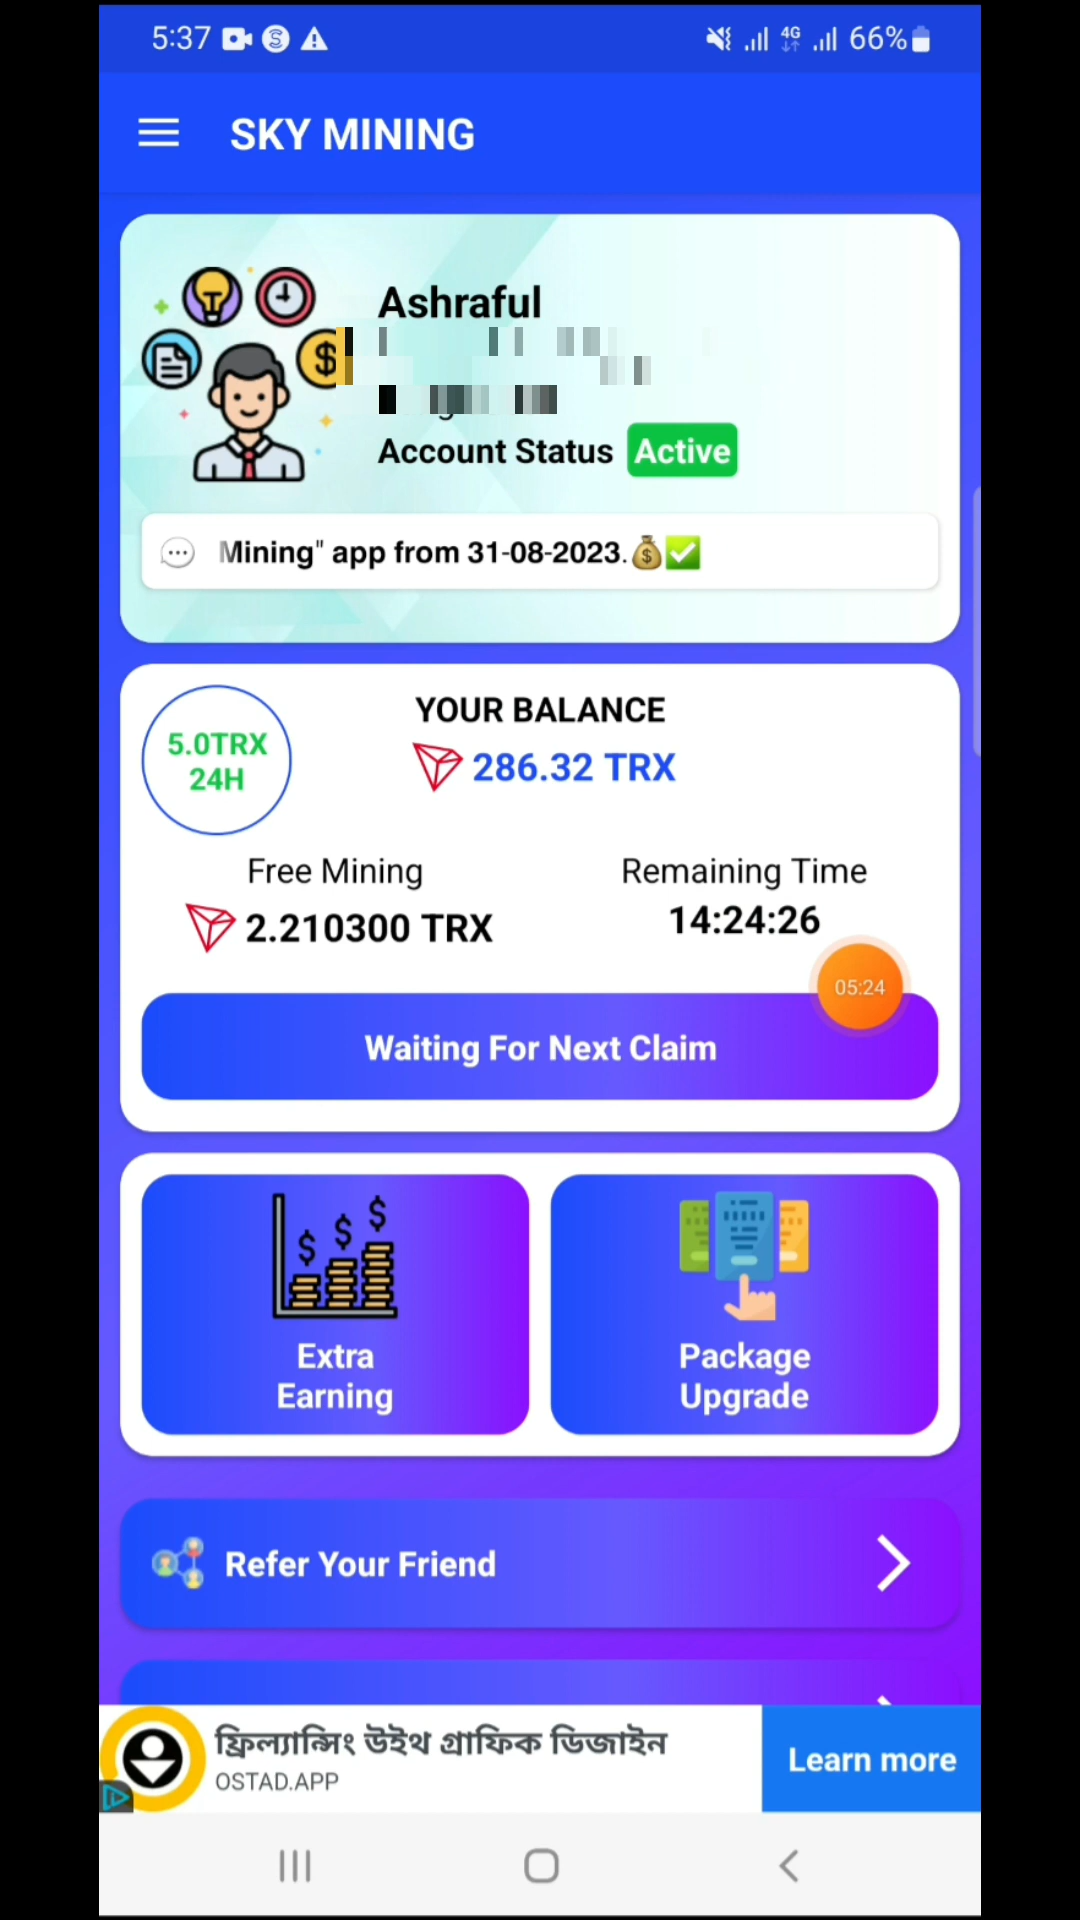 5:37
4G
66%
SKY MINING
Ashraful
Account Status Active
Mining" app from 31-08-2023.💰✅
5.0TRX
24H
YOUR BALANCE
286.32 TRX
Free Mining
Remaining Time
2.210300 TRX
14:24:26
05:24
Waiting For Next Claim
Extra
Earning
Package
Upgrade
Refer Your Friend
ফ্রিল্যান্সিং উইথ গ্রাফিক ডিজাইন
OSTAD.APP
Learn more